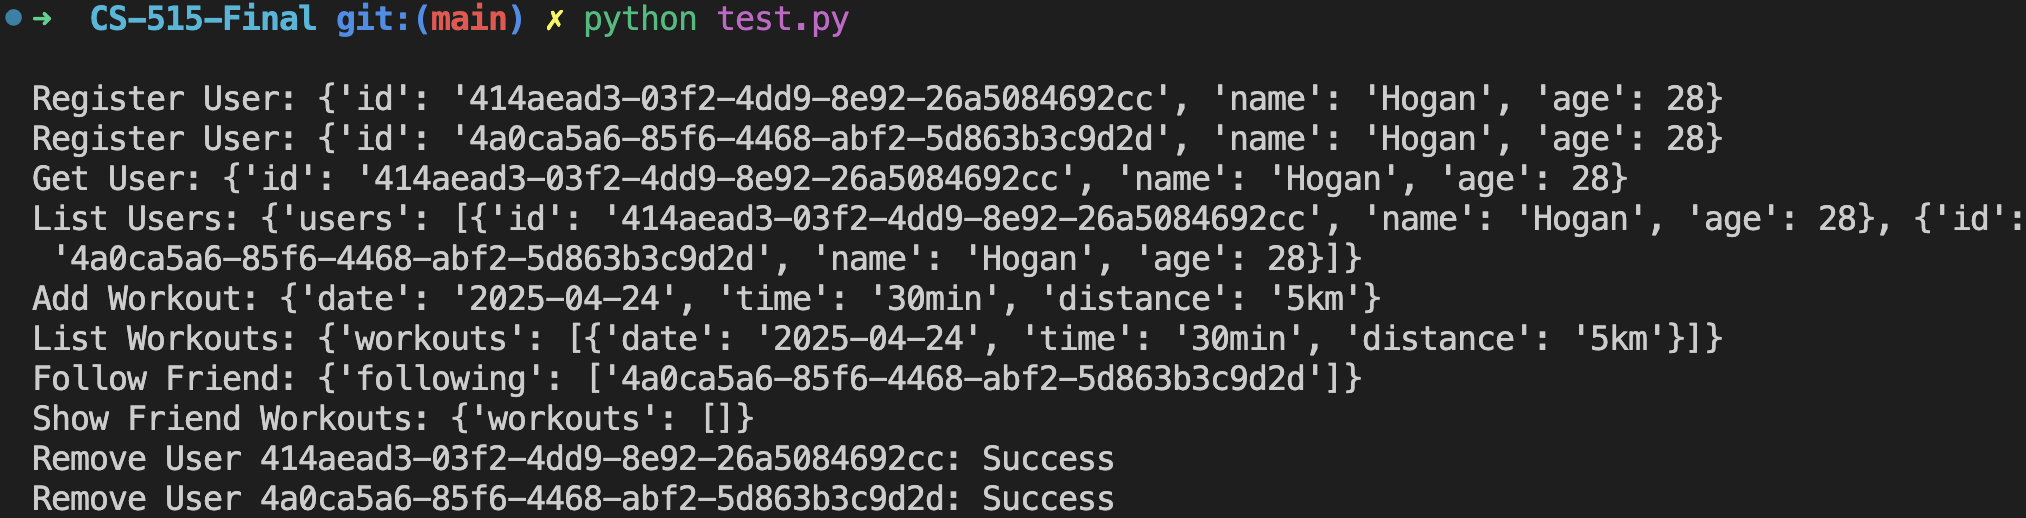 ➜  CS-515-Final git:(main) ✗ python test.py
Register User: {'id': '414aead3-03f2-4dd9-8e92-26a5084692cc', 'name': 'Hogan', 'age': 28}
Register User: {'id': '4a0ca5a6-85f6-4468-abf2-5d863b3c9d2d', 'name': 'Hogan', 'age': 28}
Get User: {'id': '414aead3-03f2-4dd9-8e92-26a5084692cc', 'name': 'Hogan', 'age': 28}
List Users: {'users': [{'id': '414aead3-03f2-4dd9-8e92-26a5084692cc', 'name': 'Hogan', 'age': 28}, {'id':
'4a0ca5a6-85f6-4468-abf2-5d863b3c9d2d', 'name': 'Hogan', 'age': 28}]}
Add Workout: {'date': '2025-04-24', 'time': '30min', 'distance': '5km'}
List Workouts: {'workouts': [{'date': '2025-04-24', 'time': '30min', 'distance': '5km'}]}
Follow Friend: {'following': ['4a0ca5a6-85f6-4468-abf2-5d863b3c9d2d']}
Show Friend Workouts: {'workouts': []}
Remove User 414aead3-03f2-4dd9-8e92-26a5084692cc: Success
Remove User 4a0ca5a6-85f6-4468-abf2-5d863b3c9d2d: Success